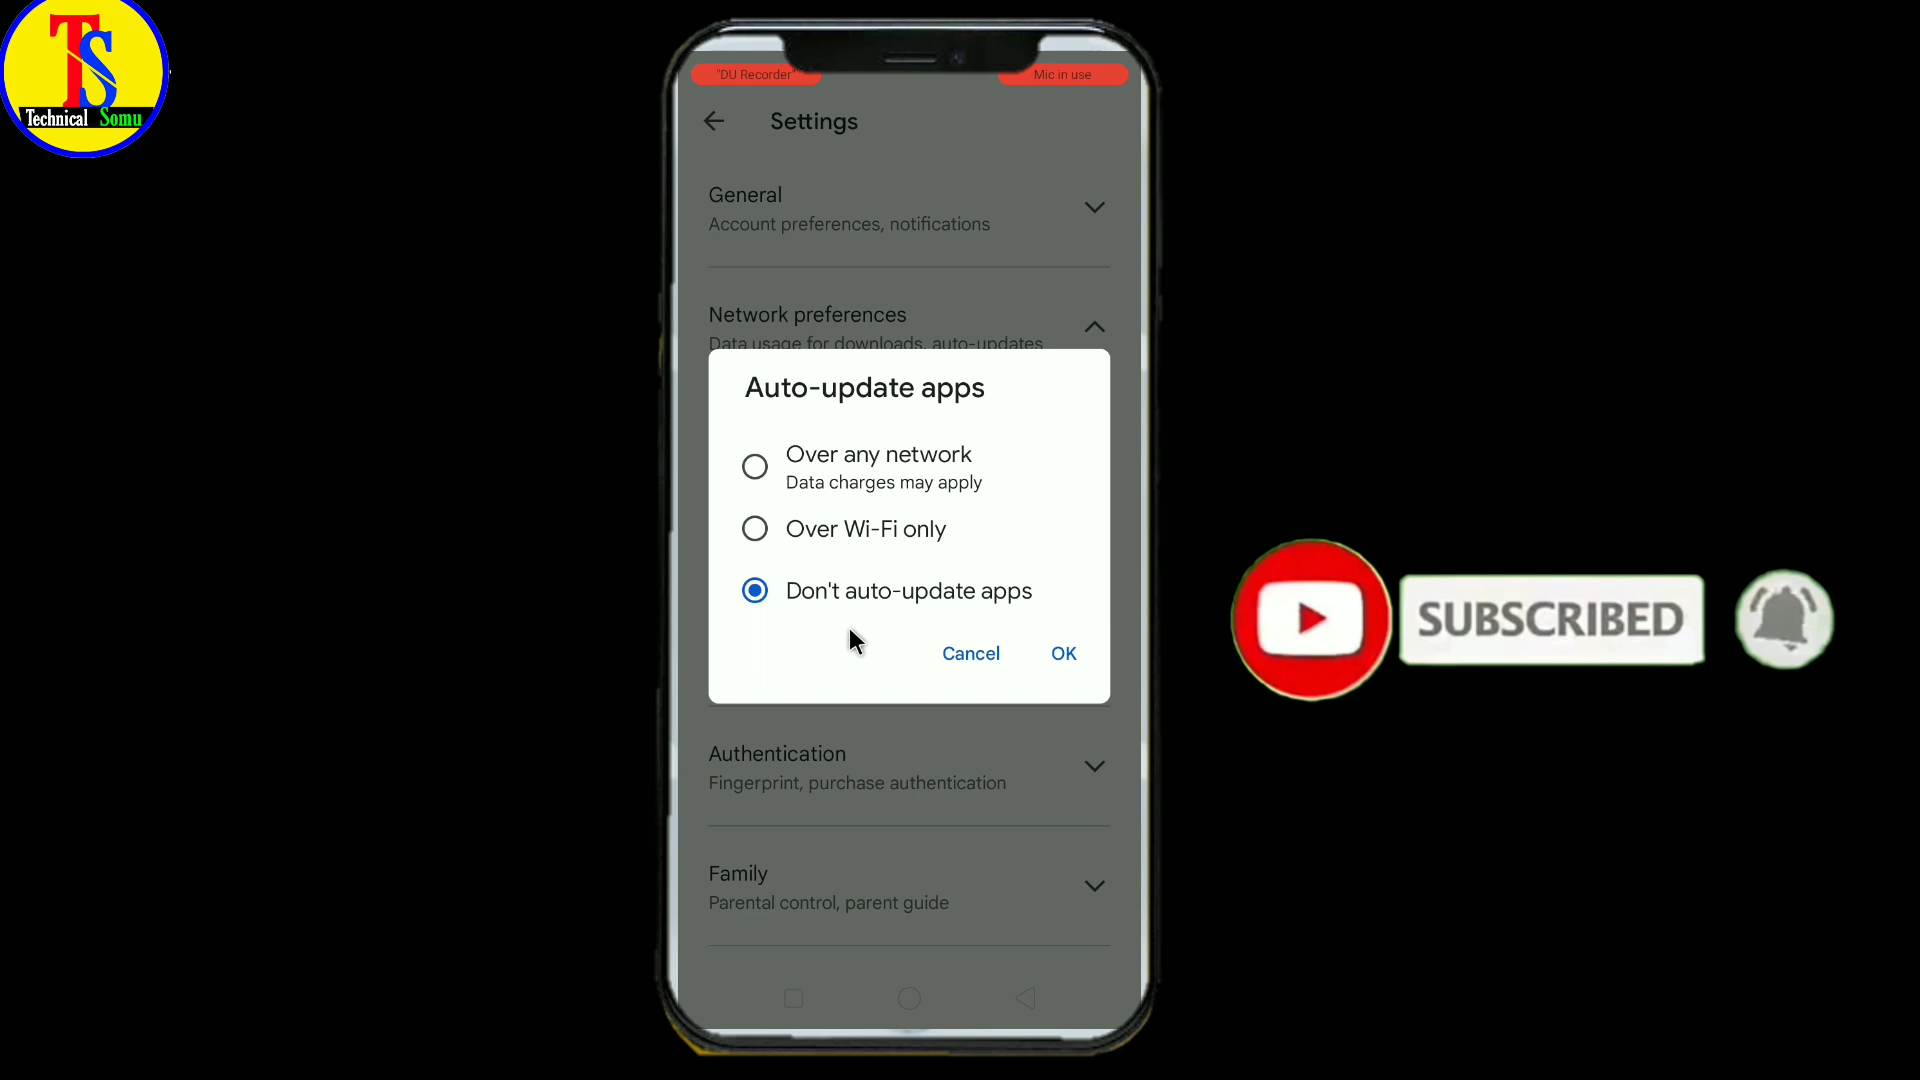 TS
Technical Somu
"DU Recorder"
Mic in use
Settings
General
Account preferences, notifications
Network preferences
Data usage for downloads, auto-updates
Auto-update apps
Over any network
Data charges may apply
Over Wi-Fi only
Don't auto-update apps
Cancel OK
SUBSCRIBED
Authentication
Fingerprint, purchase authentication
Family
Parental control, parent guide